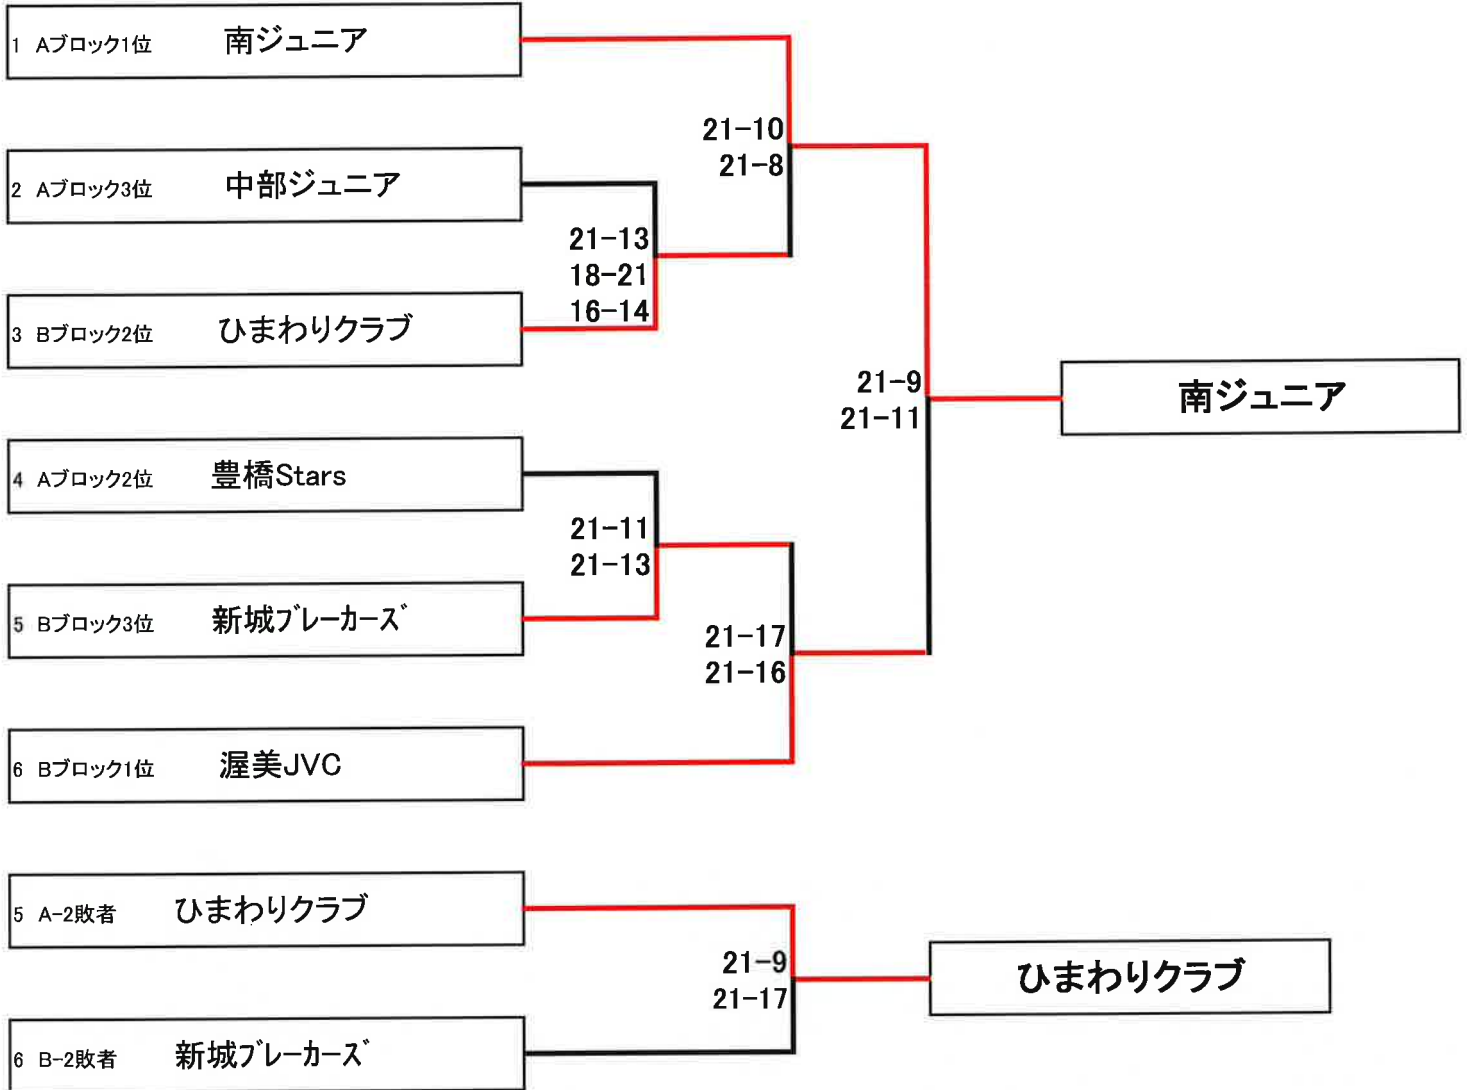 1 Aブロック1位 南ジュニア
21-10
21-8
2 Aブロック3位 中部ジュニア
21-13
18-21
16-14
3 Bブロック2位 ひまわりクラブ
21-9
21-11
南ジュニア
4 Aブロック2位 豊橋Stars
21-11
21-13
5 Bブロック3位 新城ブレーカーズ
21-17
21-16
6 Bブロック1位 渥美JVC
5 A-2敗者 ひまわりクラブ
21-9
21-17
ひまわりクラブ
6 B-2敗者 新城ブレーカーズ